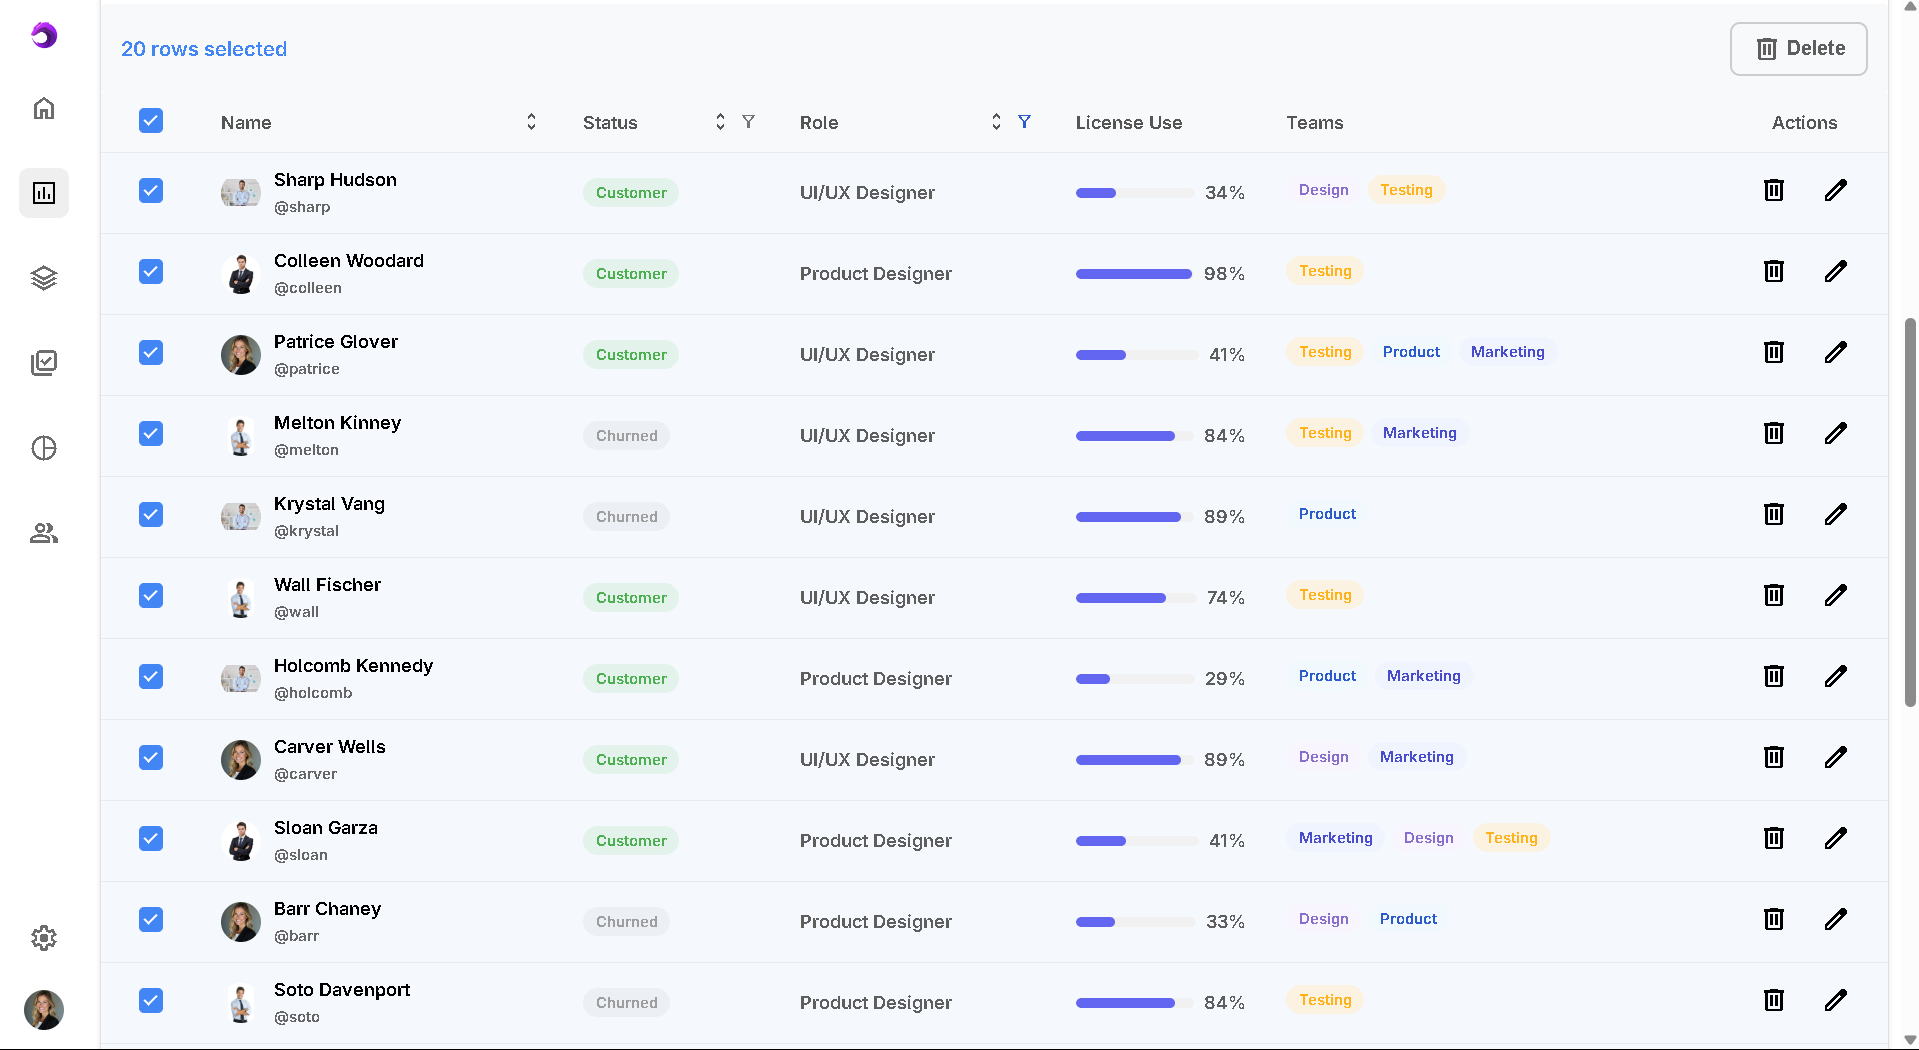 20 rows selected
Delete
Name Status Role License Use Teams Actions
Sharp Hudson
@sharp
Customer UI/UX Designer 34% Design Testing
Colleen Woodard
@colleen
Customer Product Designer 98% Testing
Patrice Glover
@patrice
Customer UI/UX Designer 41% Testing Product Marketing
Melton Kinney
@melton
Churned UI/UX Designer 84% Testing Marketing
Krystal Vang
@krystal
Churned UI/UX Designer 89% Product
Wall Fischer
@wall
Customer UI/UX Designer 74% Testing
Holcomb Kennedy
@holcomb
Customer Product Designer 29% Product Marketing
Carver Wells
@carver
Customer UI/UX Designer 89% Design Marketing
Sloan Garza
@sloan
Customer Product Designer 41% Marketing Design Testing
Barr Chaney
@barr
Churned Product Designer 33% Design Product
Soto Davenport
@soto
Churned Product Designer 84% Testing